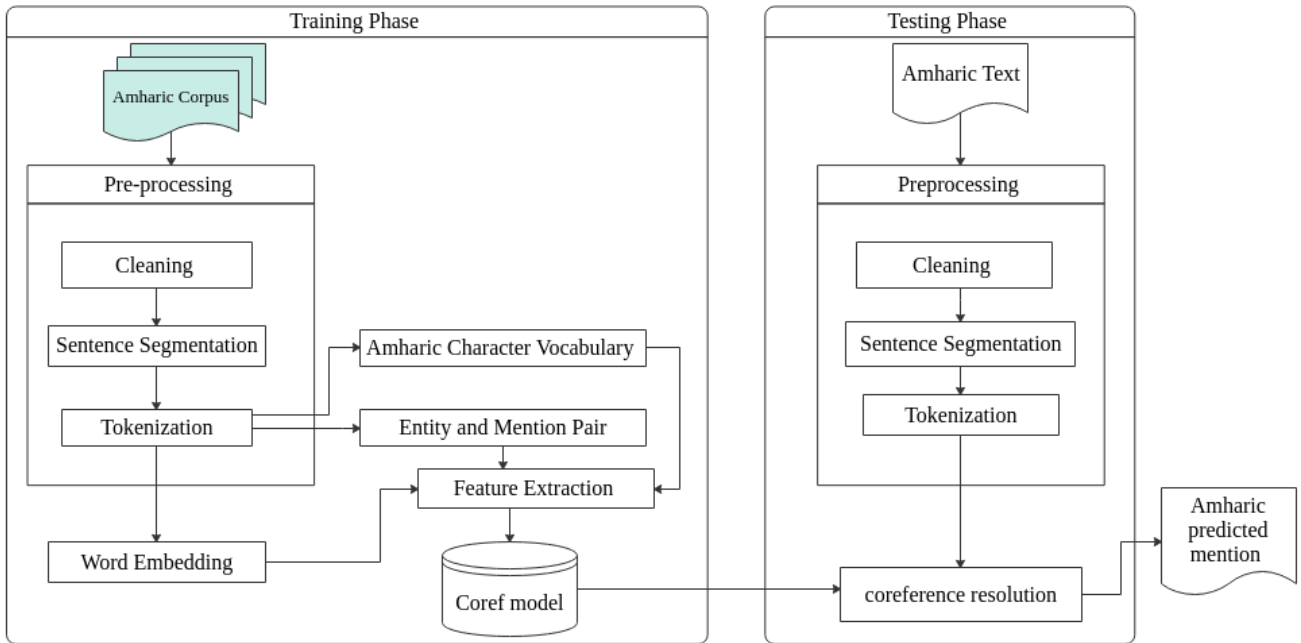 Training Phase
Amharic Corpus
Pre-processing
Cleaning
Sentence Segmentation
Tokenization
Word Embedding
Amharic Character Vocabulary
Entity and Mention Pair
Feature Extraction
Coref model
Testing Phase
Amharic Text
Preprocessing
Cleaning
Sentence Segmentation
Tokenization
coreference resolution
Amharic
predicted
mention